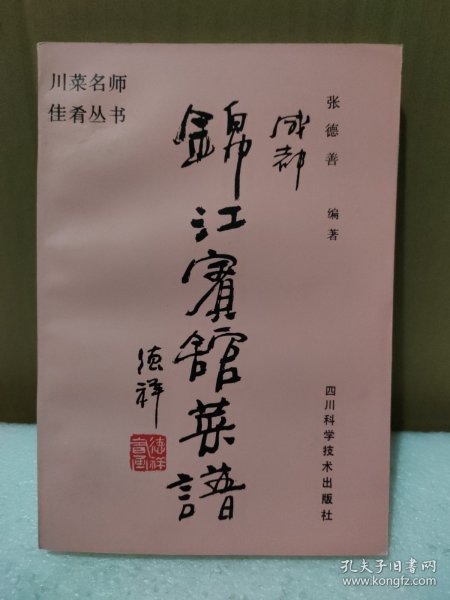 川菜名师
佳肴丛书
成都
錦江賓館菜譜
张德善 编著
德祥
四川科学技术出版社
孔夫子旧书网
www.kongfz.com